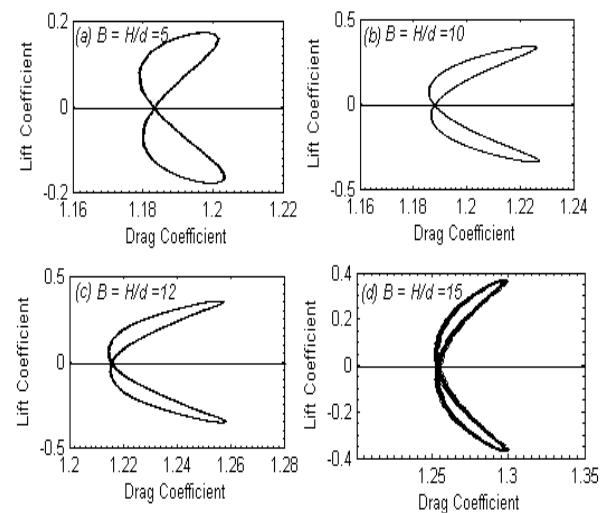 (a) B = H/d =5
0.2
0
-0.2
1.16
1.18
1.2
1.22
Lift Coefficient
Drag Coefficient
(b) B = H/d =10
0.5
0
-0.5
1.16
1.18
1.2
1.22
1.24
Lift Coefficient
Drag Coefficient
(c) B = H/d =12
0.5
0
-0.5
1.2
1.22
1.24
1.26
1.28
Lift Coefficient
Drag Coefficient
(d) B = H/d =15
0.4
0.2
0
-0.2
-0.4
1.25
1.3
1.35
Lift Coefficient
Drag Coefficient